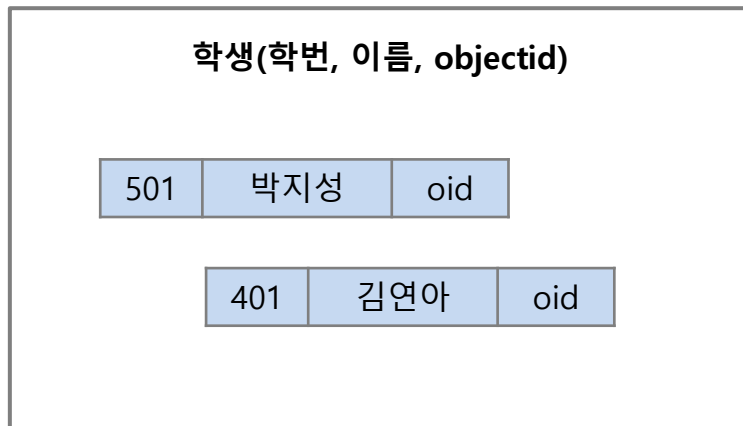 학생(학번, 이름, objectid)
501 박지성 oid
401 김연아 oid